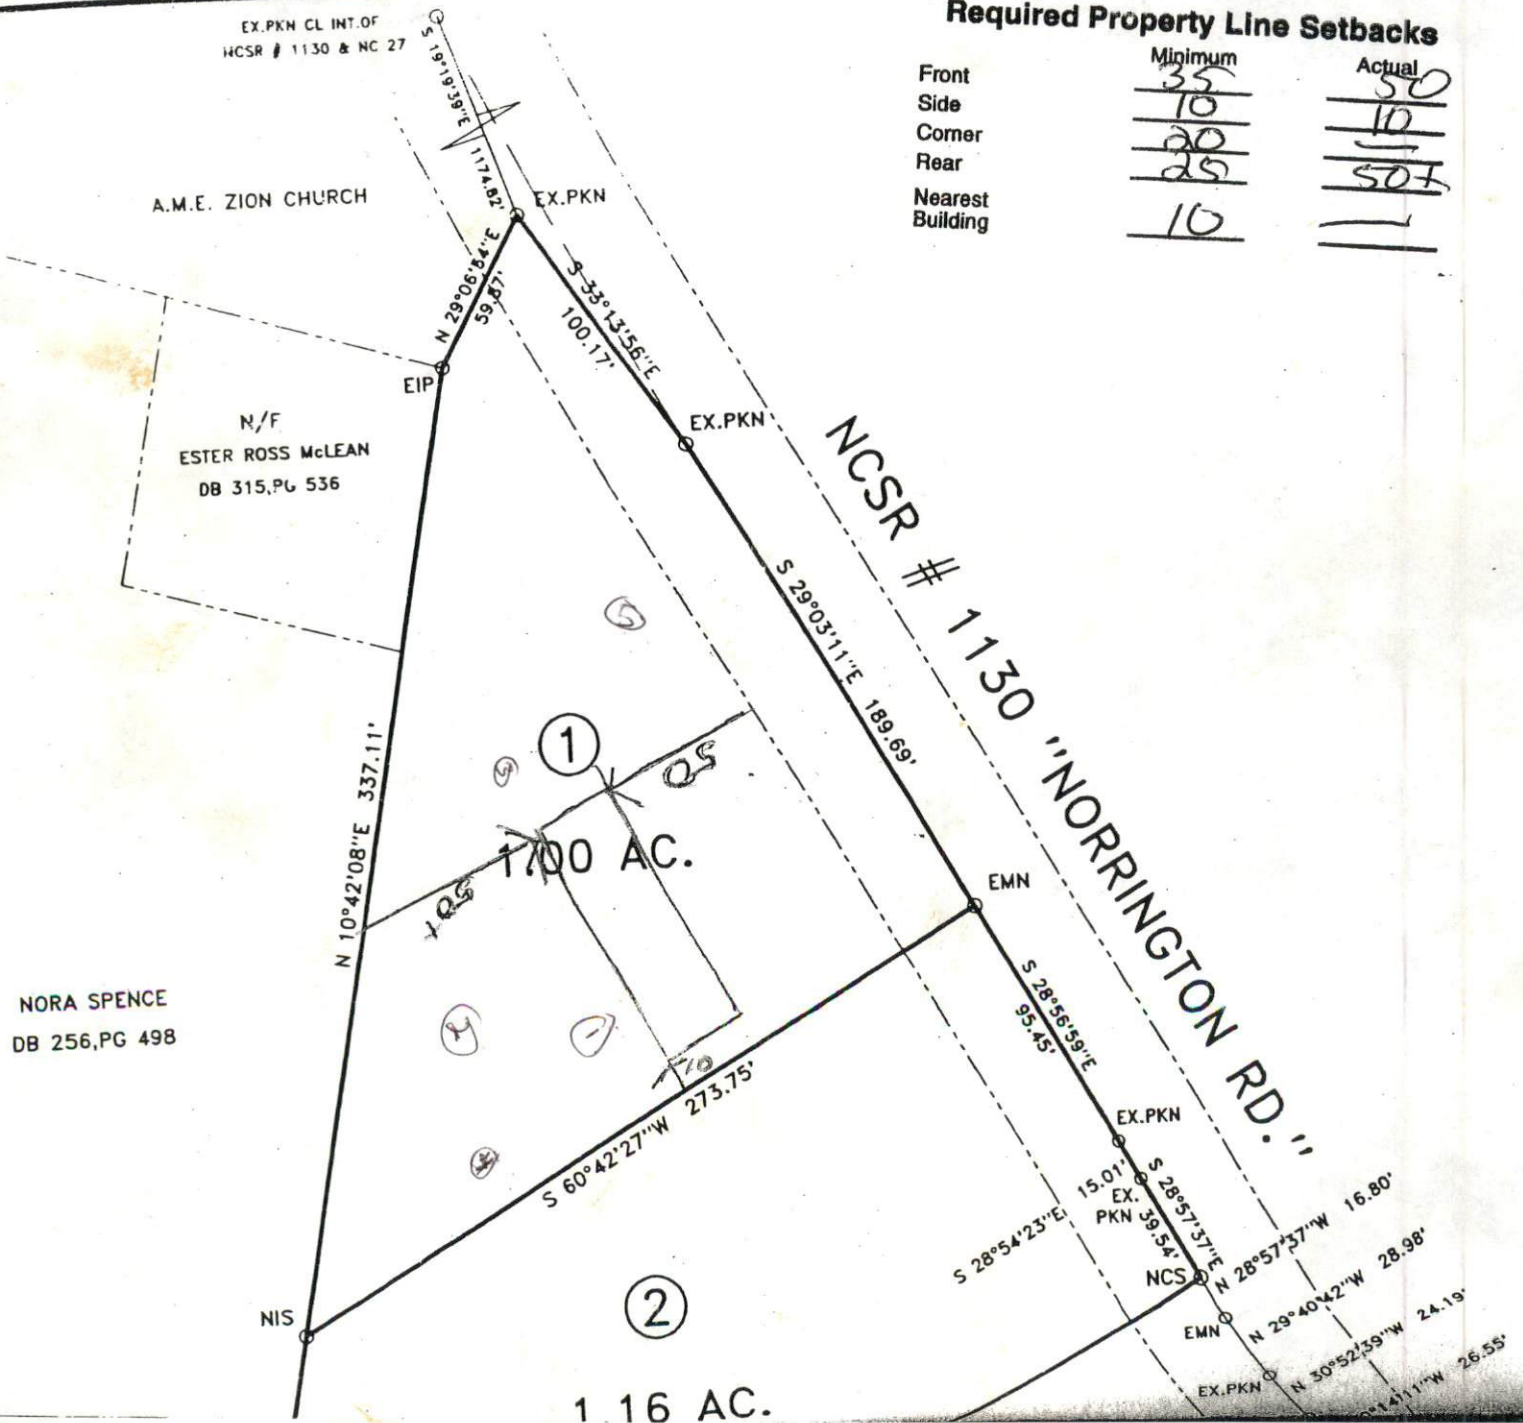 EX.PKN CL INT.OF
NCSR # 1130 & NC 27
S 19°19'39"E 1174.82'
Required Property Line Setbacks
Minimum Actual
Front 35 50
Side 10 10
Corner 20 —
Rear 25 50+
Nearest
Building 10 —
A.M.E. ZION CHURCH
EX.PKN
N 29°06'54"E
59.87'
S 33°13'56"E
100.17'
EIP
EX.PKN
N/F
ESTER ROSS McLEAN
DB 315,PG 536
NCSR # 1130 "NORRINGTON RD."
S 29°03'11"E 189.69'
5
1
50
3
1.00 AC.
N 10°42'08"E 337.11'
50+
EMN
NORA SPENCE
DB 256,PG 498
2
1
10
S 60°42'27"W 273.75'
4
S 28°56'59"E
95.45'
EX.PKN
S 28°54'23"E 15.01'
EX.
PKN
S 28°57'37"E
39.54'
NCS
N 28°57'37"W 16.80'
EMN
N 29°40'42"W 28.98'
EX.PKN
N 30°52'39"W 24.19'
26.55'
NIS
2
1.16 AC.